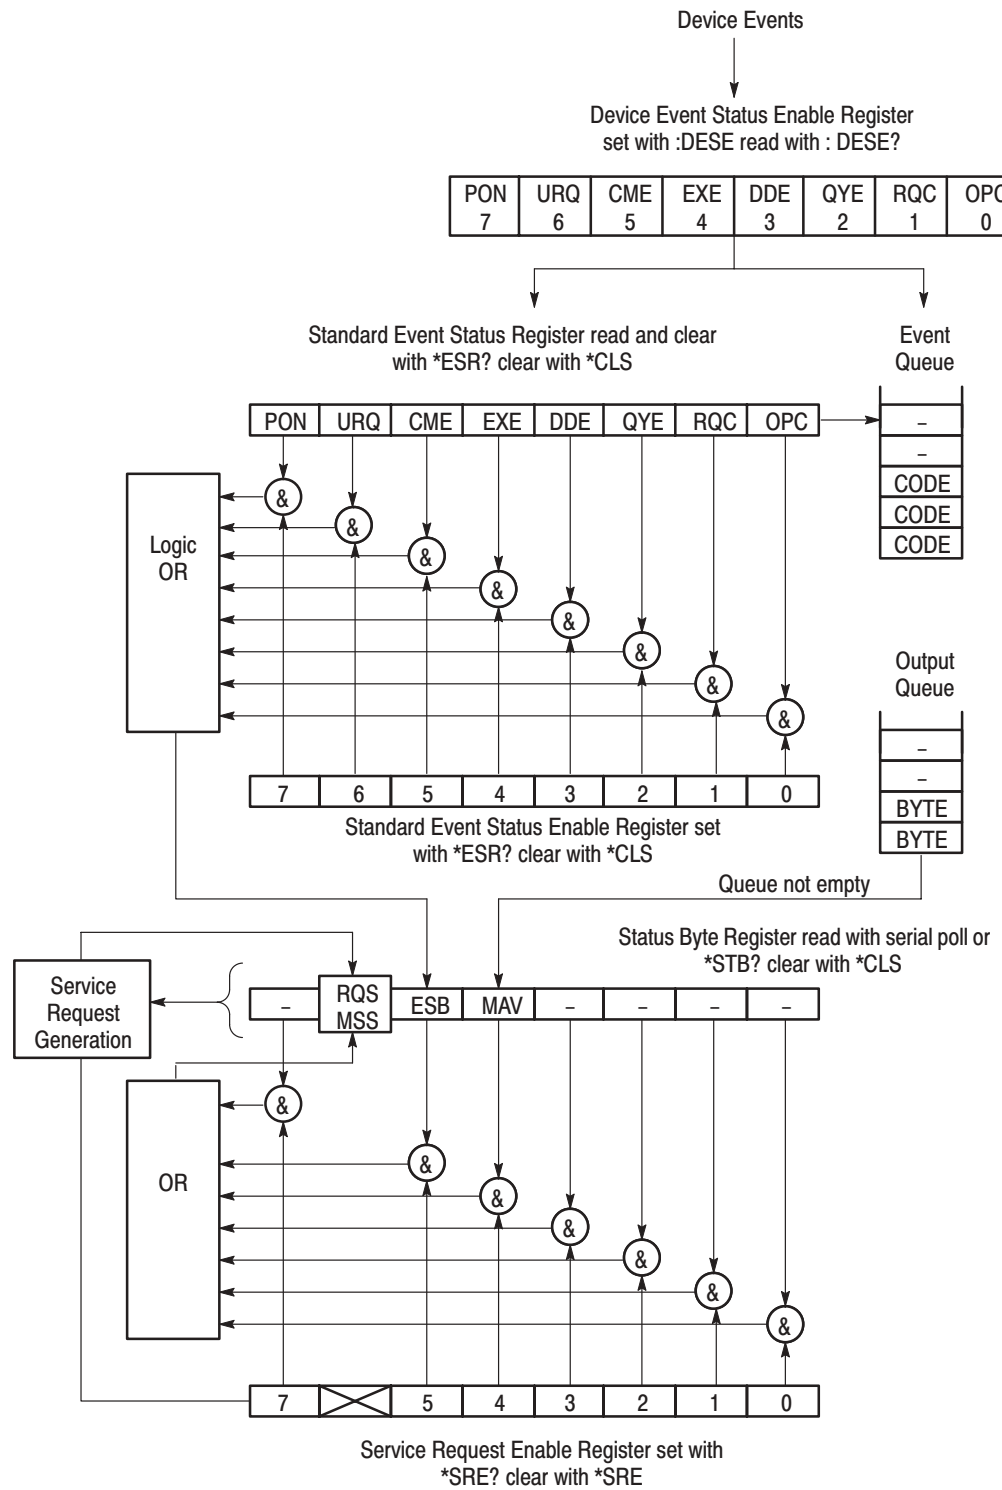 Device Events
Device Event Status Enable Register
set with :DESE read with : DESE?
PON URQ CME EXE DDE QYE RQC OPC
7 6 5 4 3 2 1 0
Standard Event Status Register read and clear
with *ESR? clear with *CLS
Event
Queue
PON URQ CME EXE DDE QYE RQC OPC
–
–
CODE
CODE
CODE
&
&
&
&
&
&
&
&
Logic
OR
Output
Queue
–
–
BYTE
BYTE
7 6 5 4 3 2 1 0
Standard Event Status Enable Register set
with *ESR? clear with *CLS
Queue not empty
Status Byte Register read with serial poll or
*STB? clear with *CLS
Service
Request
Generation
– RQS ESB MAV – – – –
MSS
&
&
&
&
&
&
&
OR
7 5 4 3 2 1 0
Service Request Enable Register set with
*SRE? clear with *SRE